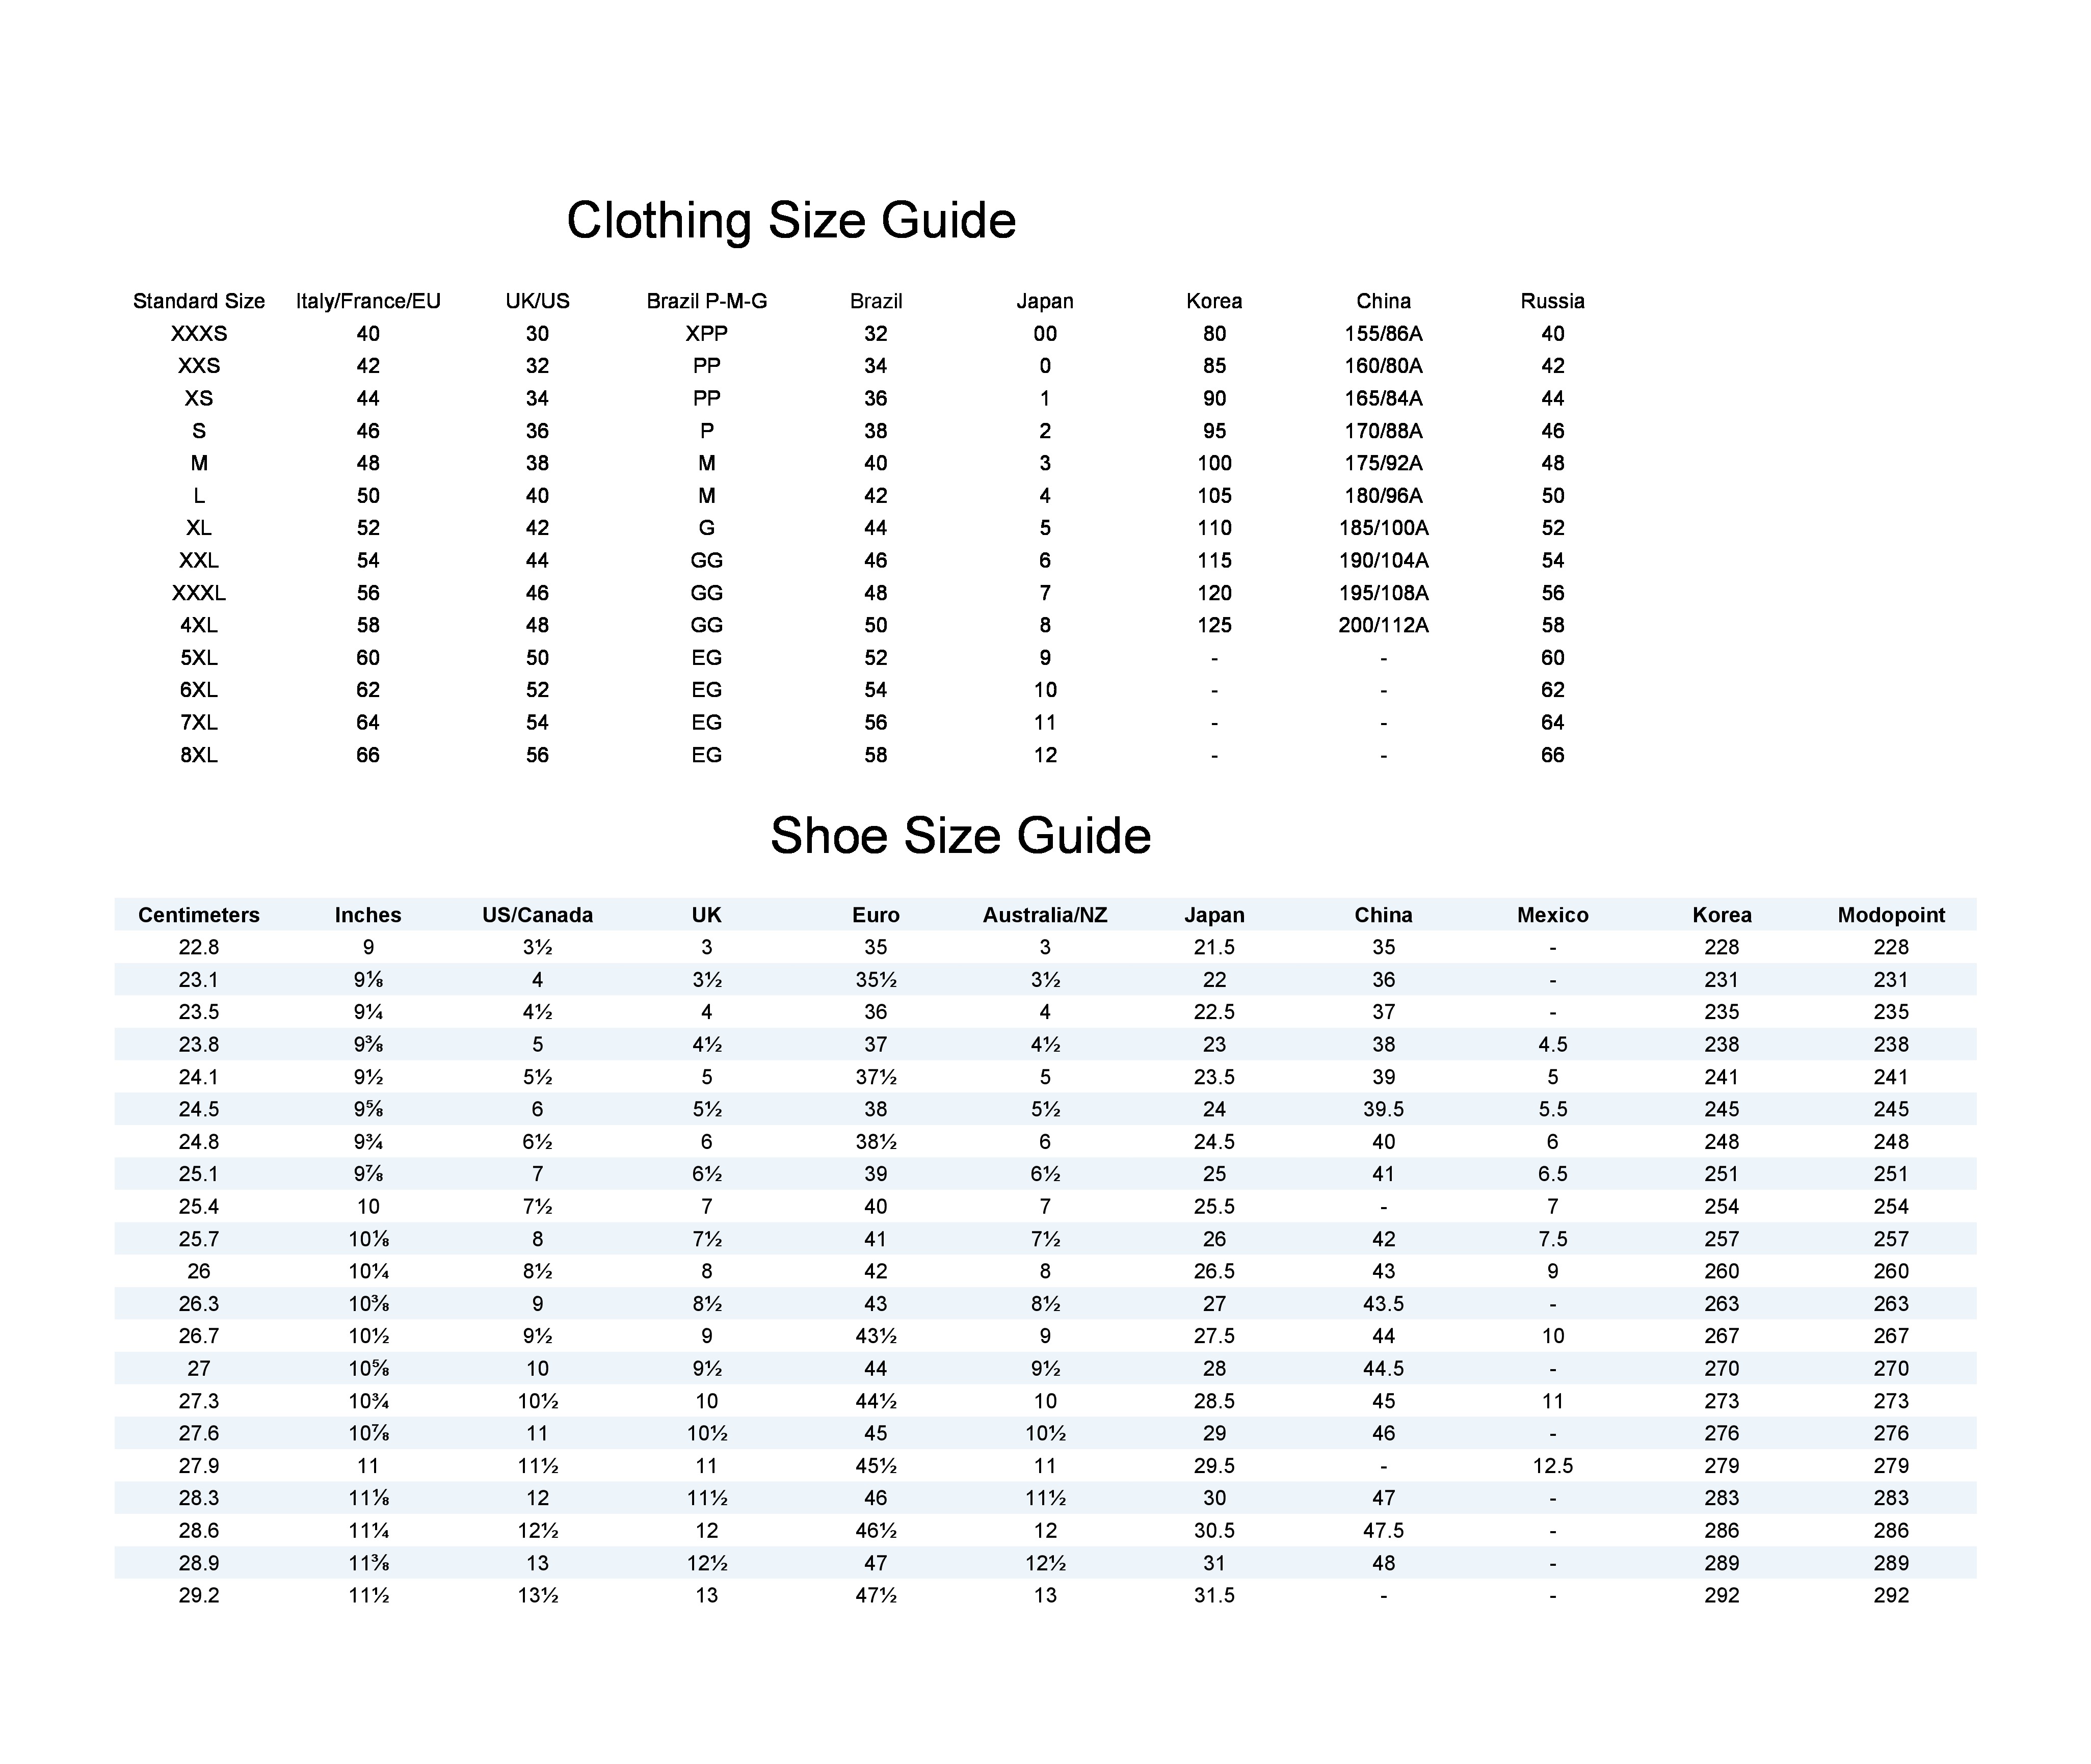 Clothing Size Guide
Standard Size Italy/France/EU UK/US Brazil P-M-G Brazil Japan Korea China Russia
XXXS 40 30 XPP 32 00 80 155/86A 40
XXS 42 32 PP 34 0 85 160/80A 42
XS 44 34 PP 36 1 90 165/84A 44
S 46 36 P 38 2 95 170/88A 46
M 48 38 M 40 3 100 175/92A 48
L 50 40 M 42 4 105 180/96A 50
XL 52 42 G 44 5 110 185/100A 52
XXL 54 44 GG 46 6 115 190/104A 54
XXXL 56 46 GG 48 7 120 195/108A 56
4XL 58 48 GG 50 8 125 200/112A 58
5XL 60 50 EG 52 9 - - 60
6XL 62 52 EG 54 10 - - 62
7XL 64 54 EG 56 11 - - 64
8XL 66 56 EG 58 12 - - 66
Shoe Size Guide
Centimeters Inches US/Canada UK Euro Australia/NZ Japan China Mexico Korea Modopoint
22.8 9 3½ 3 35 3 21.5 35 - 228 228
23.1 9⅛ 4 3½ 35½ 3½ 22 36 - 231 231
23.5 9¼ 4½ 4 36 4 22.5 37 - 235 235
23.8 9⅜ 5 4½ 37 4½ 23 38 4.5 238 238
24.1 9½ 5½ 5 37½ 5 23.5 39 5 241 241
24.5 9⅝ 6 5½ 38 5½ 24 39.5 5.5 245 245
24.8 9¾ 6½ 6 38½ 6 24.5 40 6 248 248
25.1 9⅞ 7 6½ 39 6½ 25 41 6.5 251 251
25.4 10 7½ 7 40 7 25.5 - 7 254 254
25.7 10⅛ 8 7½ 41 7½ 26 42 7.5 257 257
26 10¼ 8½ 8 42 8 26.5 43 9 260 260
26.3 10⅜ 9 8½ 43 8½ 27 43.5 - 263 263
26.7 10½ 9½ 9 43½ 9 27.5 44 10 267 267
27 10⅝ 10 9½ 44 9½ 28 44.5 - 270 270
27.3 10¾ 10½ 10 44½ 10 28.5 45 11 273 273
27.6 10⅞ 11 10½ 45 10½ 29 46 - 276 276
27.9 11 11½ 11 45½ 11 29.5 - 12.5 279 279
28.3 11⅛ 12 11½ 46 11½ 30 47 - 283 283
28.6 11¼ 12½ 12 46½ 12 30.5 47.5 - 286 286
28.9 11⅜ 13 12½ 47 12½ 31 48 - 289 289
29.2 11½ 13½ 13 47½ 13 31.5 - - 292 292